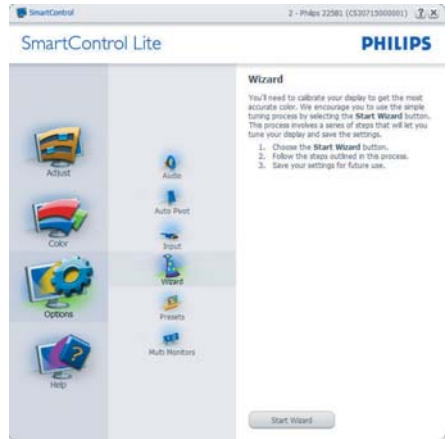 SmartControl
2 - Philips 225B1 (CS30715000001)
SmartControl Lite
PHILIPS
Adjust
Color
Options
Help
Audio
Auto Pivot
Input
Wizard
Presets
Multi Monitors
Wizard
You'll need to calibrate your display to get the most
accurate color. We encourage you to use the simple
tuning process by selecting the Start Wizard button.
This process involves a series of steps that will let you
tune your display and save the settings.
1. Choose the Start Wizard button.
2. Follow the steps outlined in this process.
3. Save your settings for future use.
Start Wizard